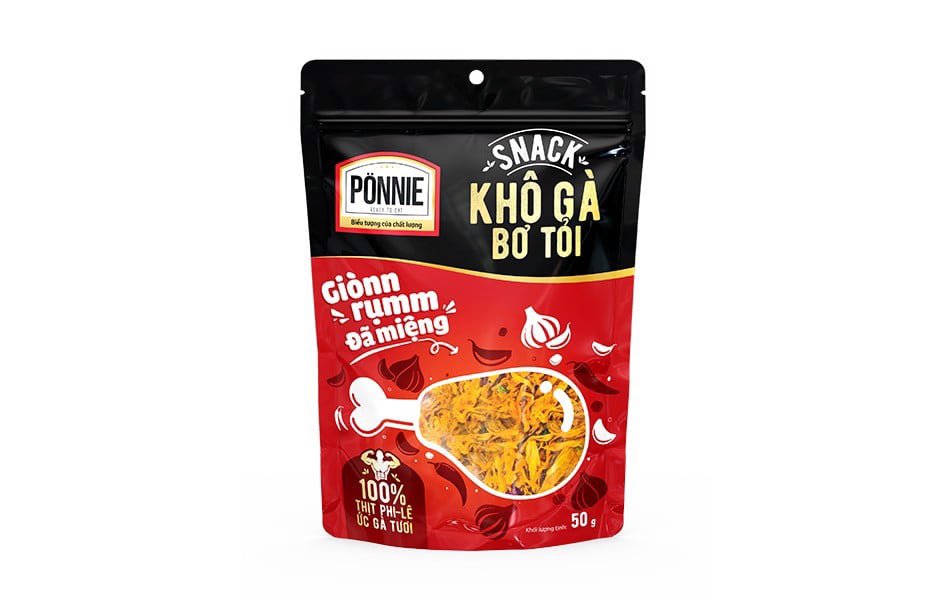 PÖNNIE
READY TO EAT
Biểu tượng của chất lượng
SNACK
KHÔ GÀ
BƠ TỎI
Giònn
rụmm
Đã miệng
100%
THỊT PHI-LÊ
ỨC GÀ TƯƠI
Khối lượng tịnh: 50 g